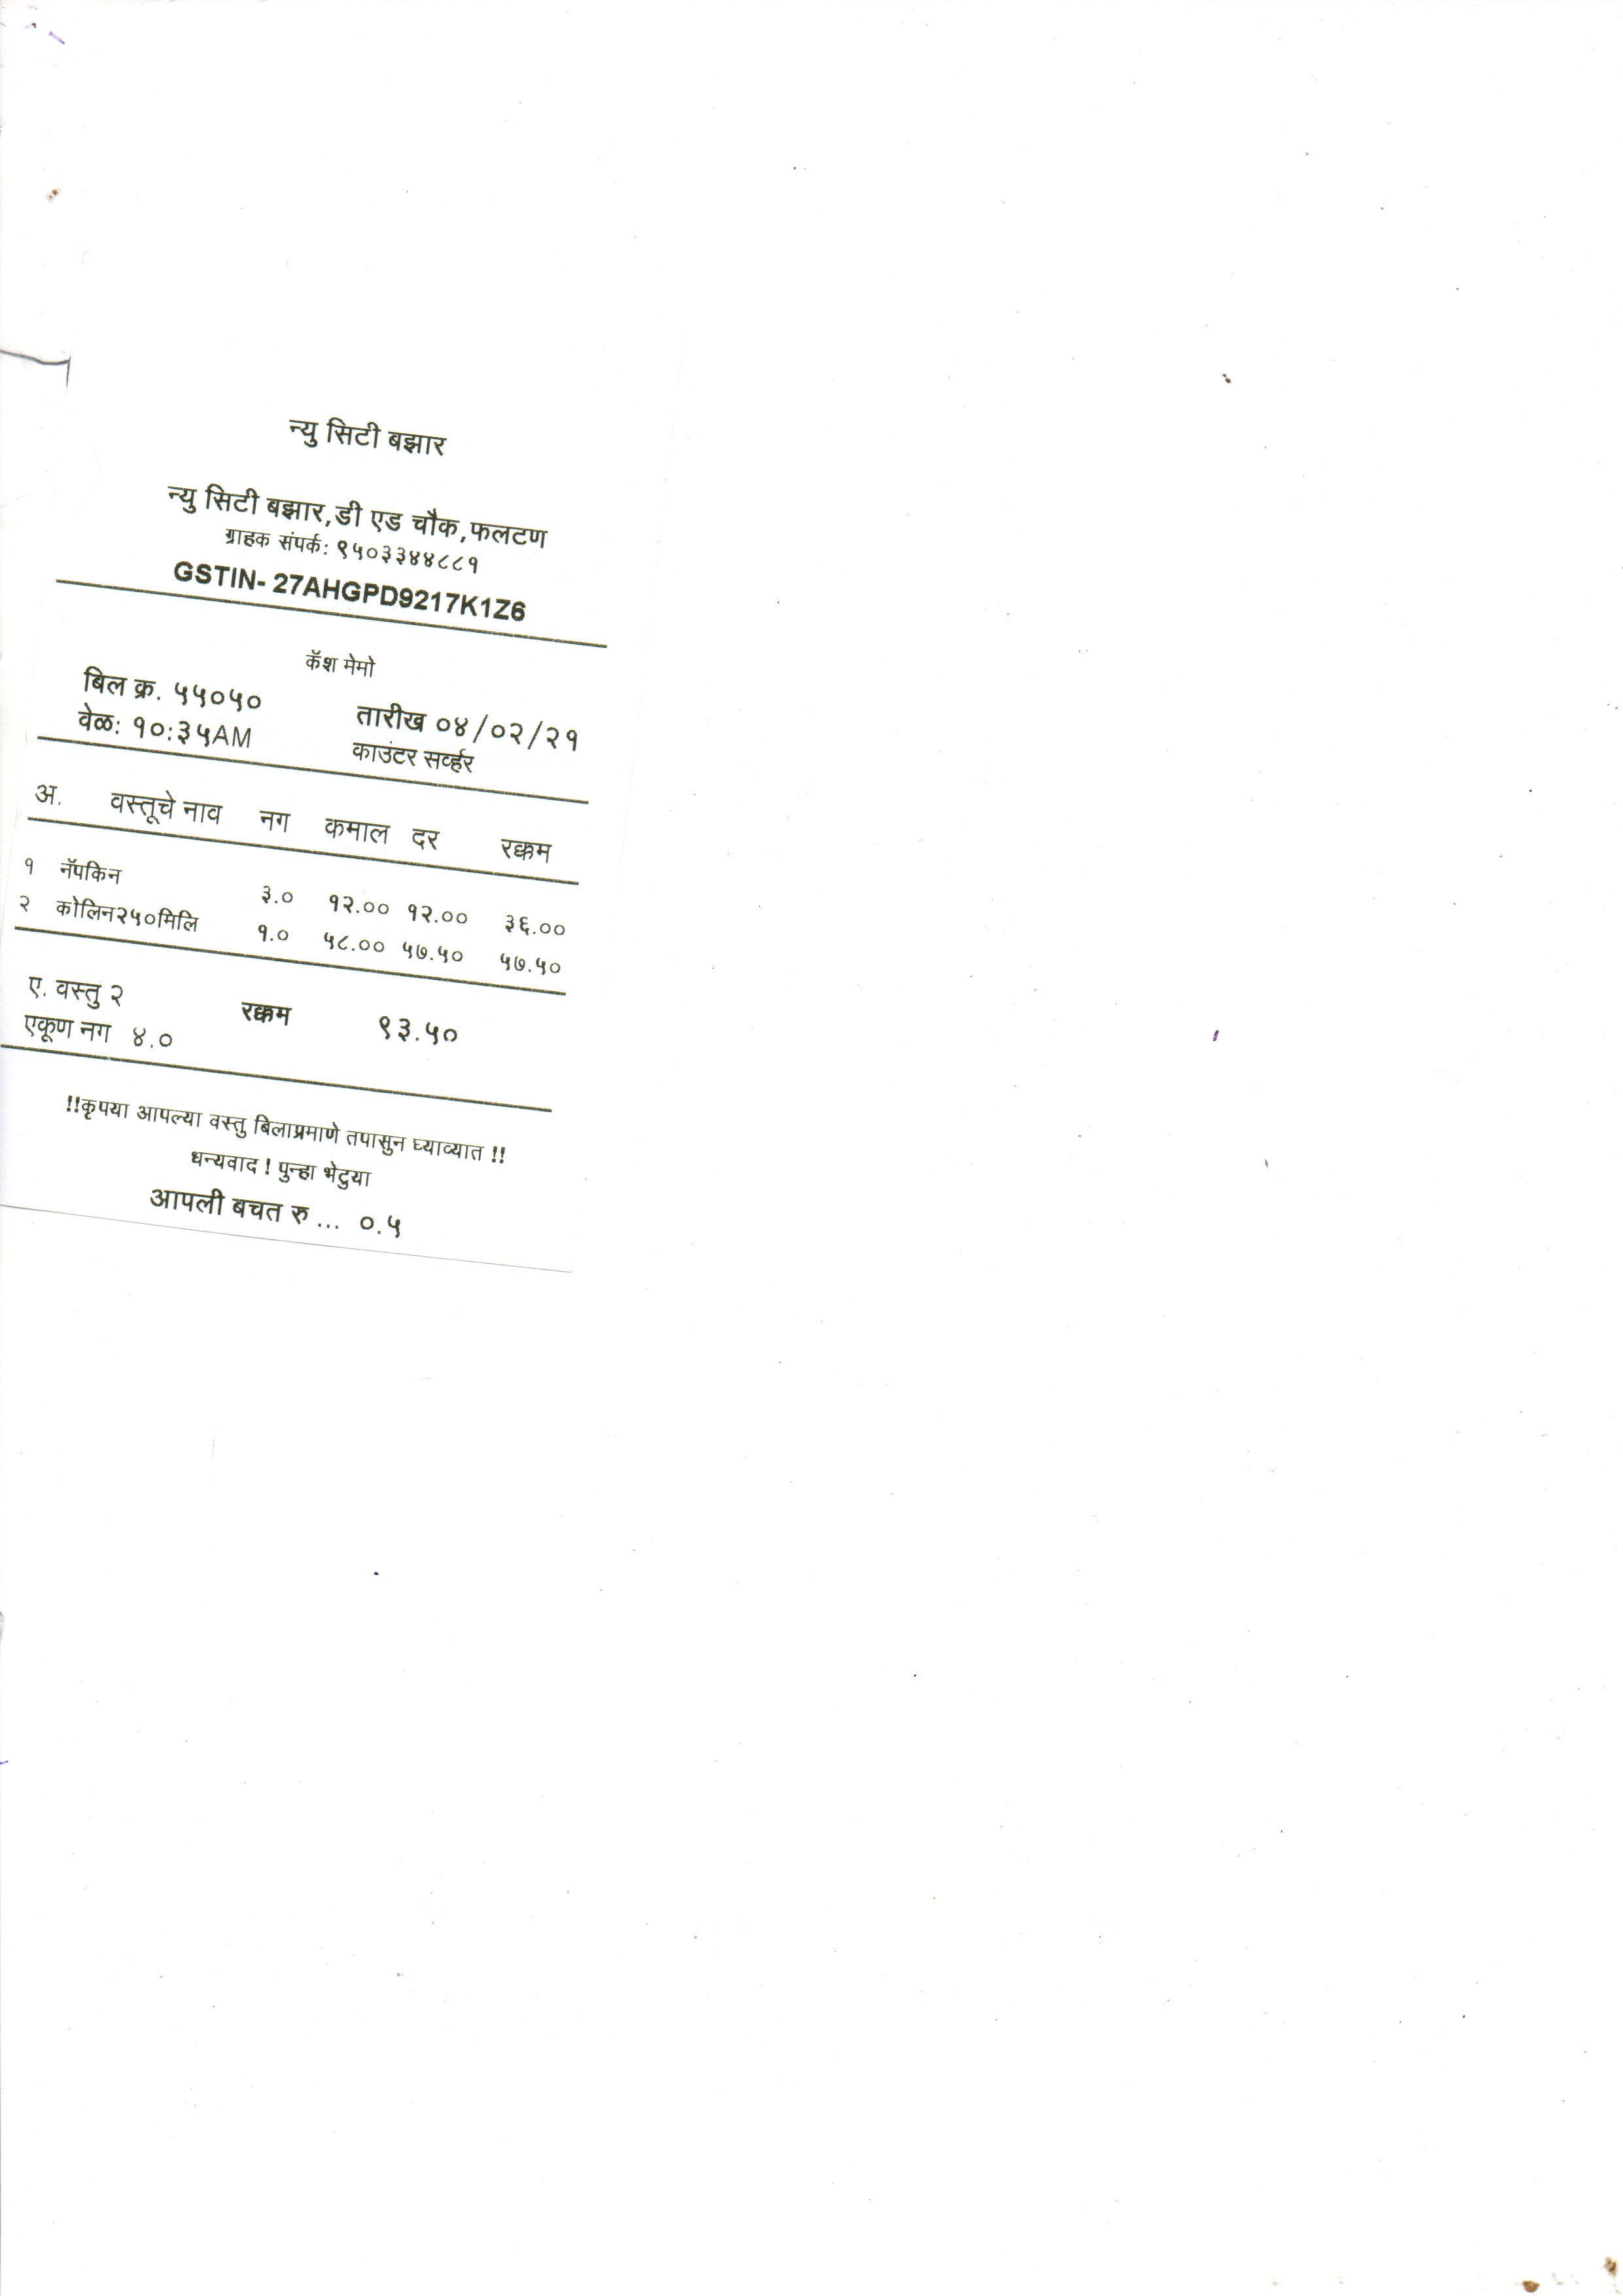 न्यु सिटी बझार
न्यु सिटी बझार,डी एड चौक,फलटण
ग्राहक संपर्क: ९५०३३४४८८१
GSTIN- 27AHGPD9217K1Z6
कॅश मेमो
बिल क्र. ५५०५० तारीख ०४/०२/२१
वेळ: १०:३५AM काउंटर सर्व्हर
अ. वस्तूचे नाव नग कमाल दर रक्कम
१ नॅपकिन ३.० १२.०० १२.०० ३६.००
२ कोलिन२५०मिलि १.० ५८.०० ५७.५० ५७.५०
ए. वस्तु २ रक्कम ९३.५०
एकूण नग ४.०
!!कृपया आपल्या वस्तु बिलाप्रमाणे तपासुन घ्याव्यात !!
धन्यवाद ! पुन्हा भेटुया
आपली बचत रु ... ०.५